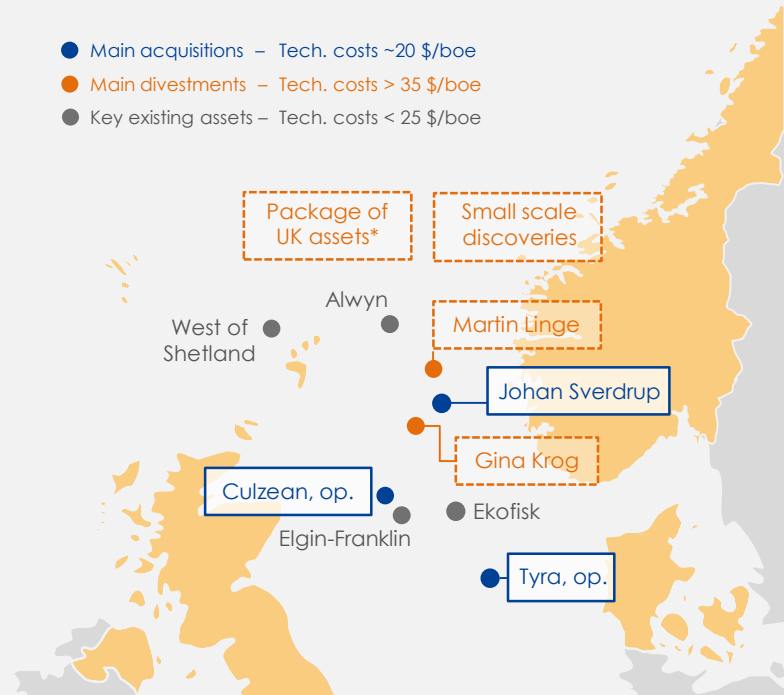 Main acquisitions – Tech. costs ~20 $/boe
Main divestments – Tech. costs > 35 $/boe
Key existing assets – Tech. costs < 25 $/boe
Package of
UK assets*
Small scale
discoveries
Alwyn
West of
Shetland
Martin Linge
Johan Sverdrup
Gina Krog
Culzean, op.
Elgin-Franklin
Ekofisk
Tyra, op.